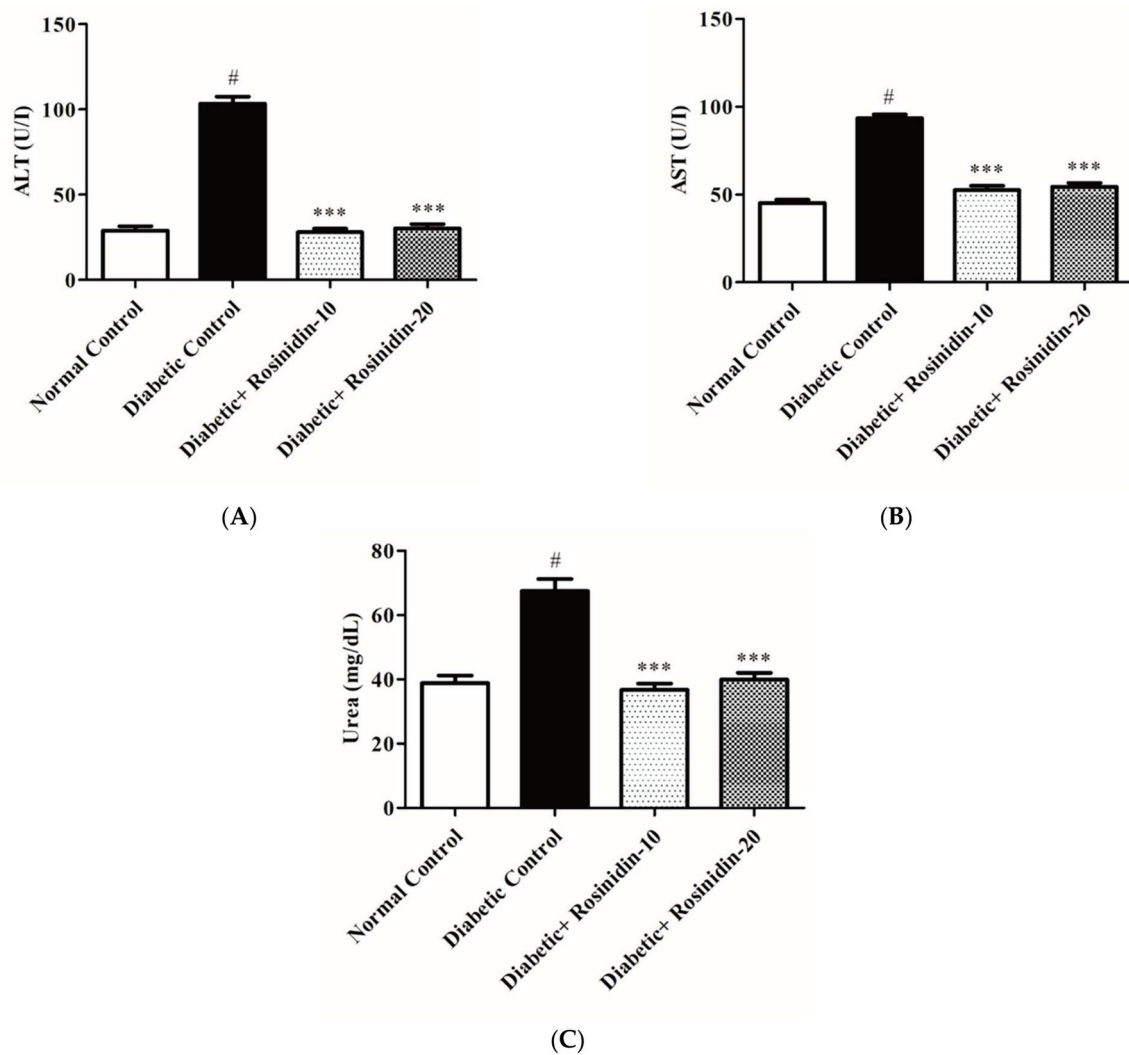 150
100
50
0
ALT (U/I)
#
***
***
Normal Control
Diabetic Control
Diabetic+ Rosinidin-10
Diabetic+ Rosinidin-20
(A)
150
100
50
0
AST (U/I)
#
***
***
Normal Control
Diabetic Control
Diabetic+ Rosinidin-10
Diabetic+ Rosinidin-20
(B)
80
60
40
20
0
Urea (mg/dL)
#
***
***
Normal Control
Diabetic Control
Diabetic+ Rosinidin-10
Diabetic+ Rosinidin-20
(C)